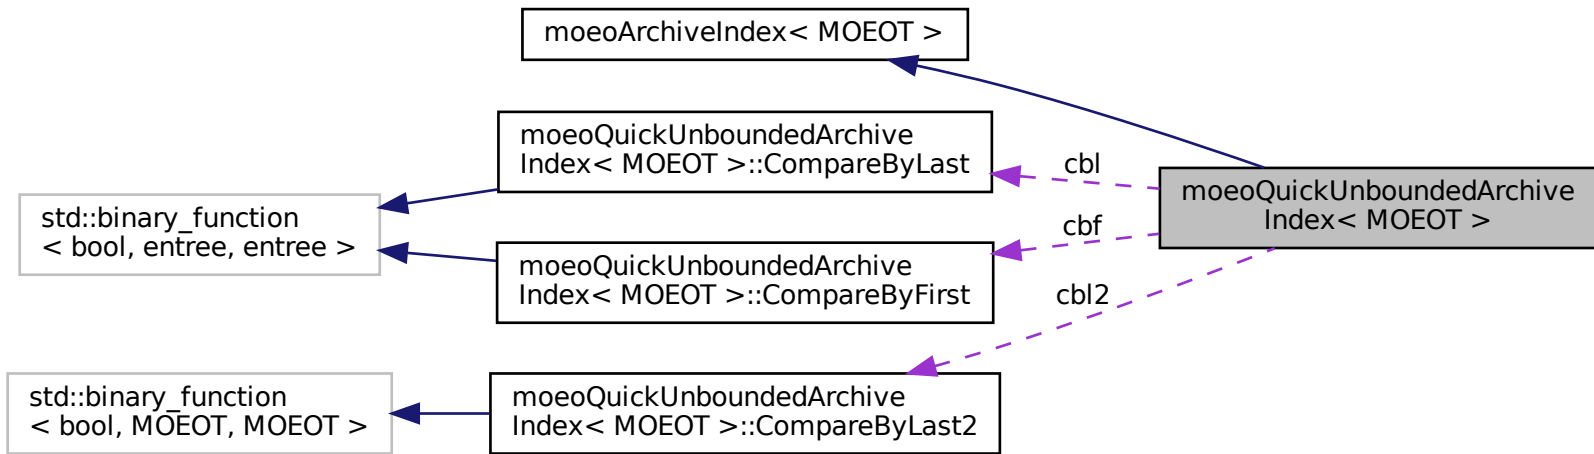 moeoArchiveIndex< MOEOT >
moeoQuickUnboundedArchive
Index< MOEOT >::CompareByLast
cbl
moeoQuickUnboundedArchive
Index< MOEOT >
std::binary_function
< bool, entree, entree >
cbf
moeoQuickUnboundedArchive
Index< MOEOT >::CompareByFirst
cbl2
std::binary_function
< bool, MOEOT, MOEOT >
moeoQuickUnboundedArchive
Index< MOEOT >::CompareByLast2